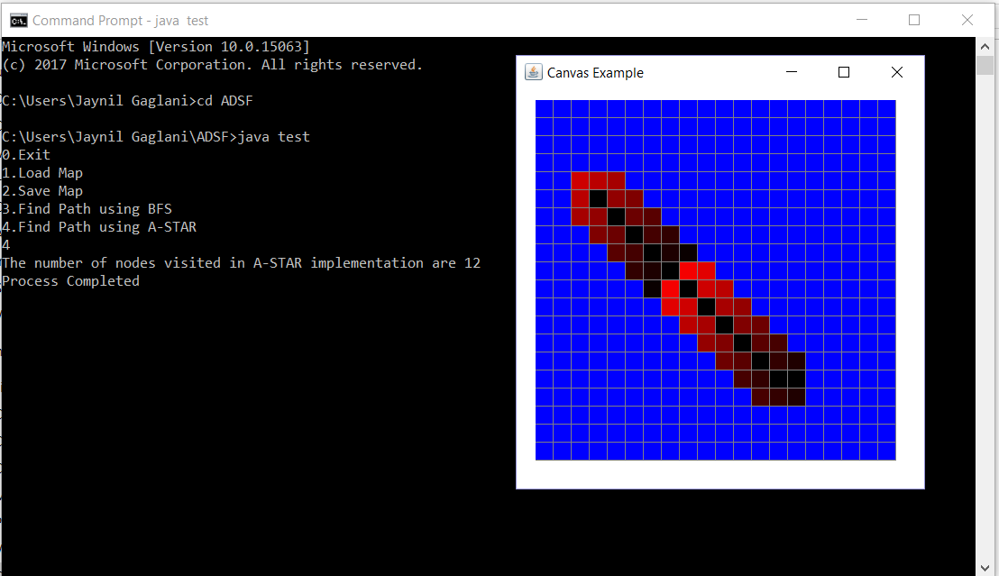 Command Prompt - java  test
Microsoft Windows [Version 10.0.15063]
(c) 2017 Microsoft Corporation. All rights reserved.
C:\Users\Jaynil Gaglani>cd ADSF
C:\Users\Jaynil Gaglani\ADSF>java test
0.Exit
1.Load Map
2.Save Map
3.Find Path using BFS
4.Find Path using A-STAR
4
The number of nodes visited in A-STAR implementation are 12
Process Completed
Canvas Example